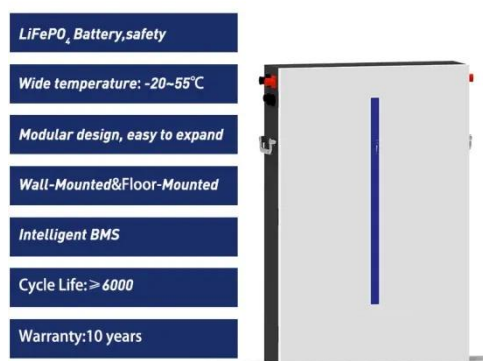 LiFePO₄ Battery,safety
Wide temperature: -20~55℃
Modular design, easy to expand
Wall-Mounted&Floor-Mounted
Intelligent BMS
Cycle Life:≥6000
Warranty:10 years